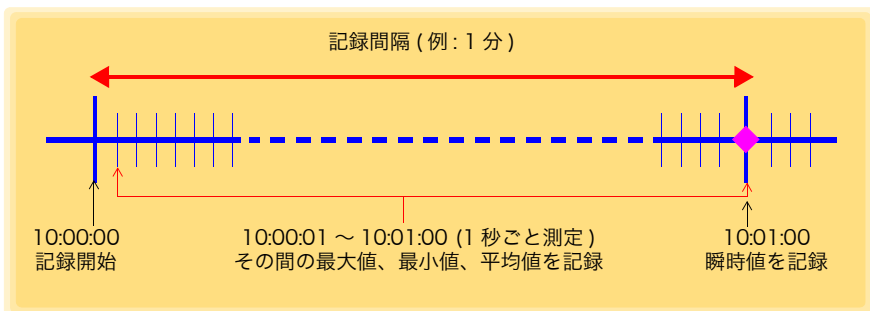 記録間隔 ( 例 : 1 分 )
10:00:00
記録開始
10:00:01 ～ 10:01:00 (1 秒ごと測定 )
その間の最大値、最小値、平均値を記録
10:01:00
瞬時値を記録